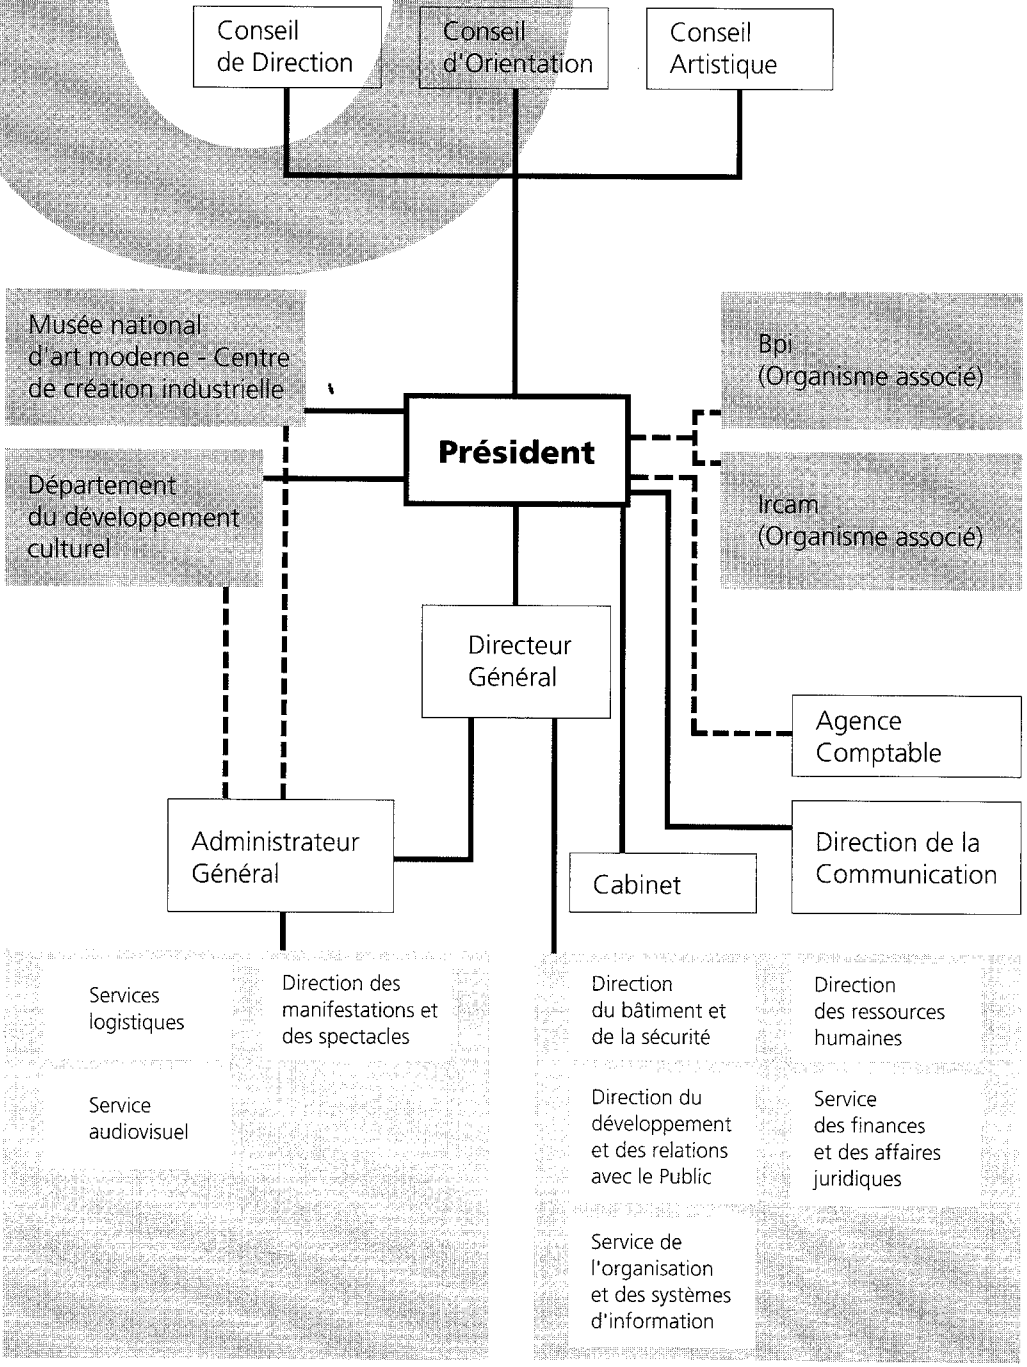 Conseil
de Direction
Conseil
d'Orientation
Conseil
Artistique
Musée national
d'art moderne - Centre
de création industrielle
Bpi
(Organisme associé)
Président
Département
du développement
culturel
Ircam
(Organisme associé)
Directeur
Général
Agence
Comptable
Administrateur
Général
Cabinet
Direction de la
Communication
Services
logistiques
Direction des
manifestations et
des spectacles
Service
audiovisuel
Direction
du bâtiment et
de la sécurité
Direction
des ressources
humaines
Direction du
développement
et des relations
avec le Public
Service
des finances
et des affaires
juridiques
Service de
l'organisation
et des systèmes
d'information